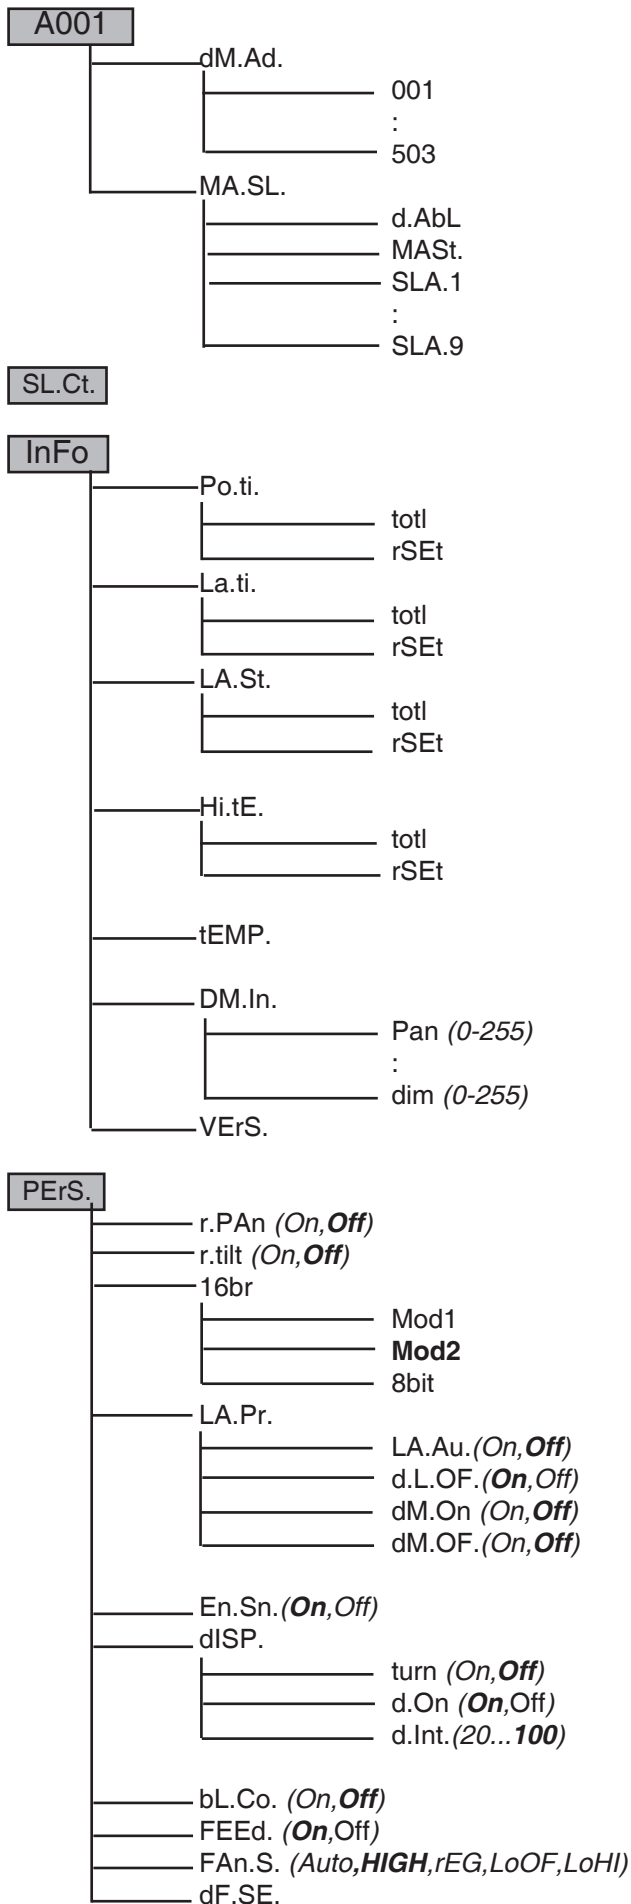 A001
dM.Ad.
001
:
503
MA.SL.
d.AbL
MASt.
SLA.1
:
SLA.9
SL.Ct.
InFo
Po.ti.
totl
rSEt
La.ti.
totl
rSEt
LA.St.
totl
rSEt
Hi.tE.
totl
rSEt
tEMP.
DM.In.
Pan (0-255)
:
dim (0-255)
VErS.
PErS.
r.PAn (On,Off)
r.tilt (On,Off)
16br
Mod1
Mod2
8bit
LA.Pr.
LA.Au.(On,Off)
d.L.OF.(On,Off)
dM.On (On,Off)
dM.OF.(On,Off)
En.Sn.(On,Off)
dISP.
turn (On,Off)
d.On (On,Off)
d.Int.(20...100)
bL.Co. (On,Off)
FEEd. (On,Off)
FAn.S. (Auto,HIGH,rEG,LoOF,LoHI)
dF.SE.